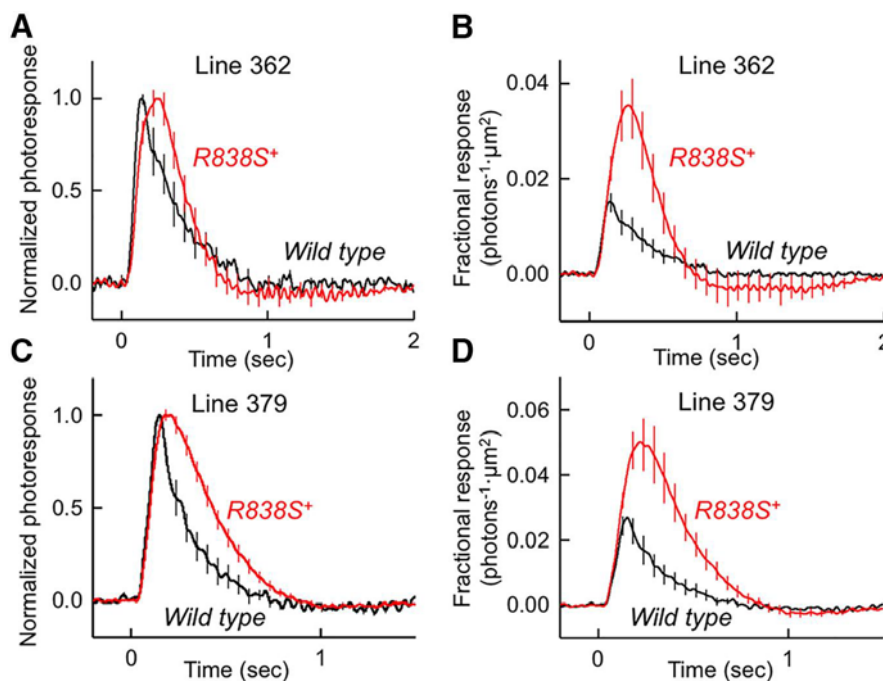 A
Line 362
Normalized photoresponse
1.0
0.5
0.0
R838S+
Wild type
0
1
2
Time (sec)
B
Line 362
Fractional response
(photons⁻¹·µm²)
0.04
0.02
0.00
R838S⁺
Wild type
0
1
2
Time (sec)
C
Line 379
Normalized photoresponse
1.0
0.5
0.0
R838S⁺
Wild type
0
1
Time (sec)
D
Line 379
Fractional response
(photons⁻¹·µm²)
0.06
0.04
0.02
0.00
R838S⁺
Wild type
0
1
Time (sec)